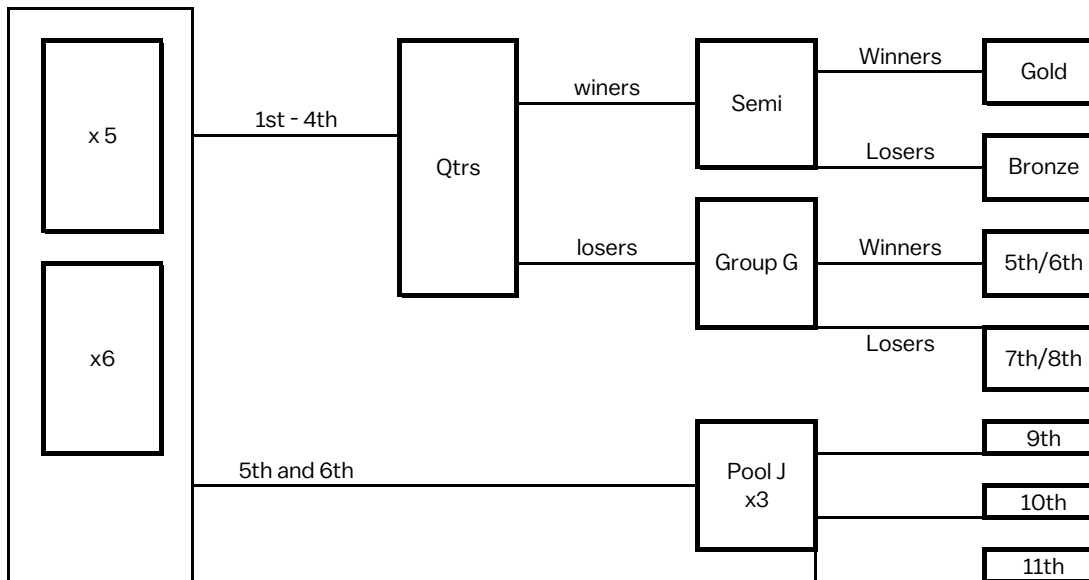 x 5
x6
1st - 4th
5th and 6th
Qtrs
winers
losers
Semi
Group G
Pool J
x3
Winners
Losers
Winners
Losers
Gold
Bronze
5th/6th
7th/8th
9th
10th
11th